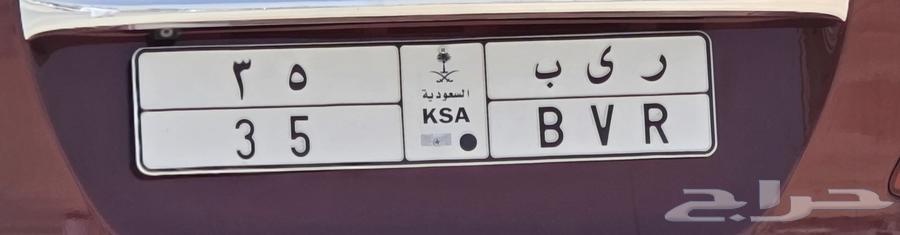 ٣ ٥
ر ى ب
السعودية
KSA
3 5
B V R
حراج